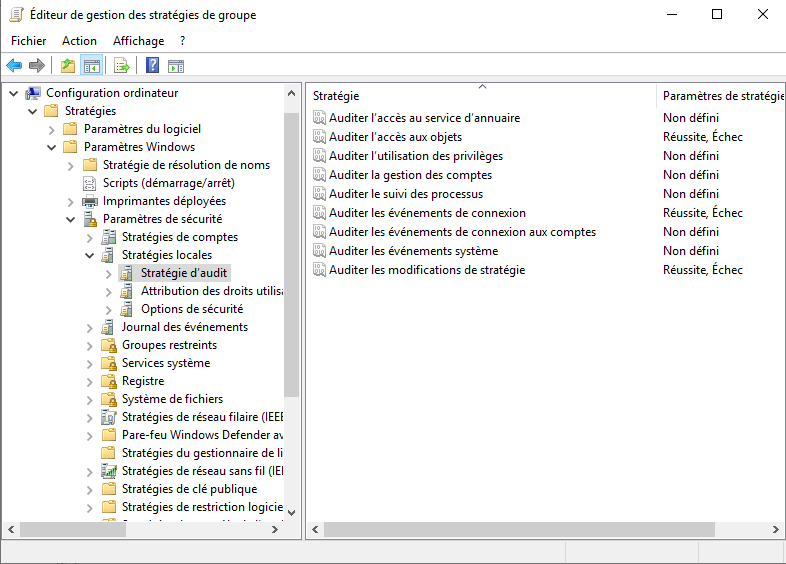 Éditeur de gestion des stratégies de groupe
Fichier Action Affichage ?
Configuration ordinateur
Stratégies
Paramètres du logiciel
Paramètres Windows
Stratégie de résolution de noms
Scripts (démarrage/arrêt)
Imprimantes déployées
Paramètres de sécurité
Stratégies de comptes
Stratégies locales
Stratégie d'audit
Attribution des droits utilisa
Options de sécurité
Journal des événements
Groupes restreints
Services système
Registre
Système de fichiers
Stratégies de réseau filaire (IEEE
Pare-feu Windows Defender av
Stratégies du gestionnaire de li
Stratégies de réseau sans fil (IEE
Stratégies de clé publique
Stratégies de restriction logicie
Stratégie Paramètres de stratégie
Auditer l'accès au service d'annuaire Non défini
Auditer l'accès aux objets Réussite, Échec
Auditer l'utilisation des privilèges Non défini
Auditer la gestion des comptes Non défini
Auditer le suivi des processus Non défini
Auditer les événements de connexion Réussite, Échec
Auditer les événements de connexion aux comptes Non défini
Auditer les événements système Non défini
Auditer les modifications de stratégie Réussite, Échec